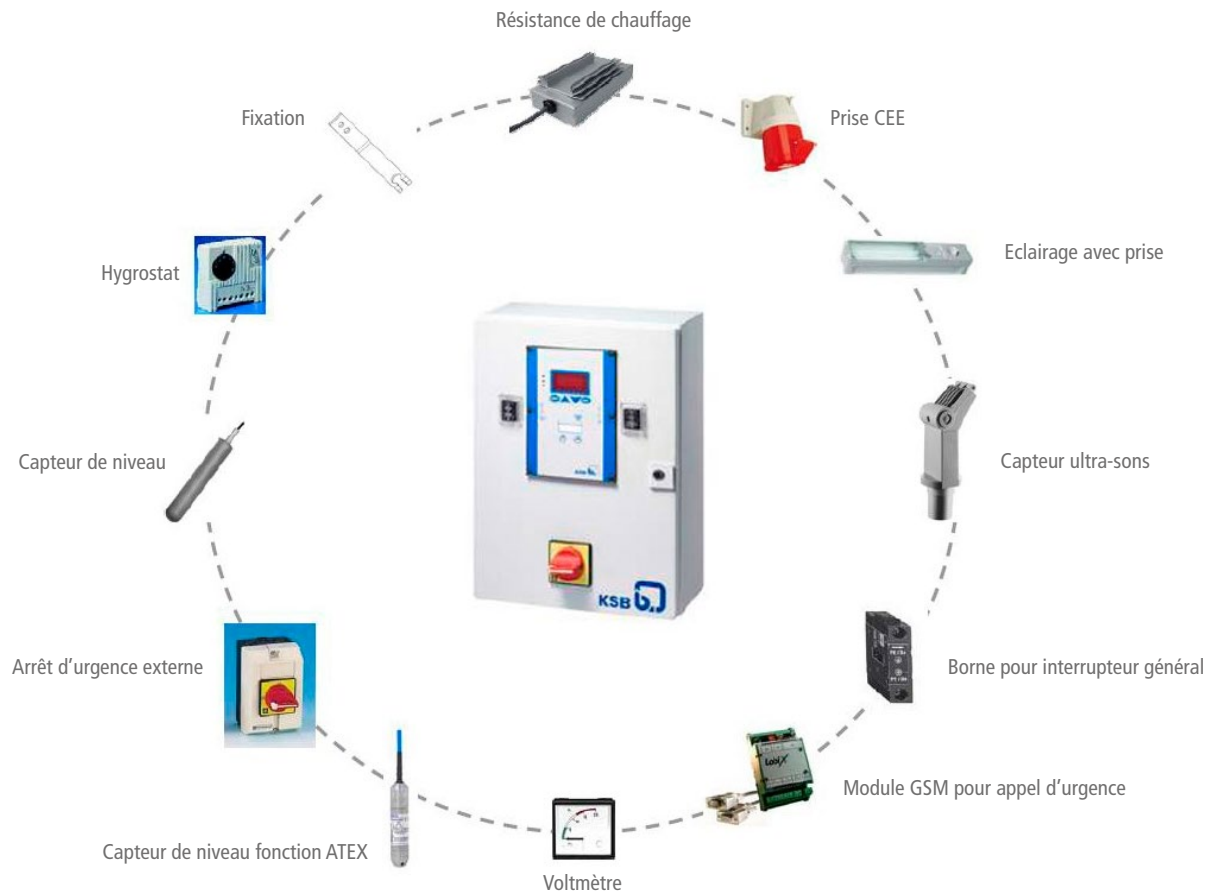 Résistance de chauffage
Fixation
Prise CEE
Hygrostat
Eclairage avec prise
Capteur de niveau
Capteur ultra-sons
KSB
KSB
Arrêt d'urgence externe
Borne pour interrupteur général
Module GSM pour appel d'urgence
Capteur de niveau fonction ATEX
Voltmètre